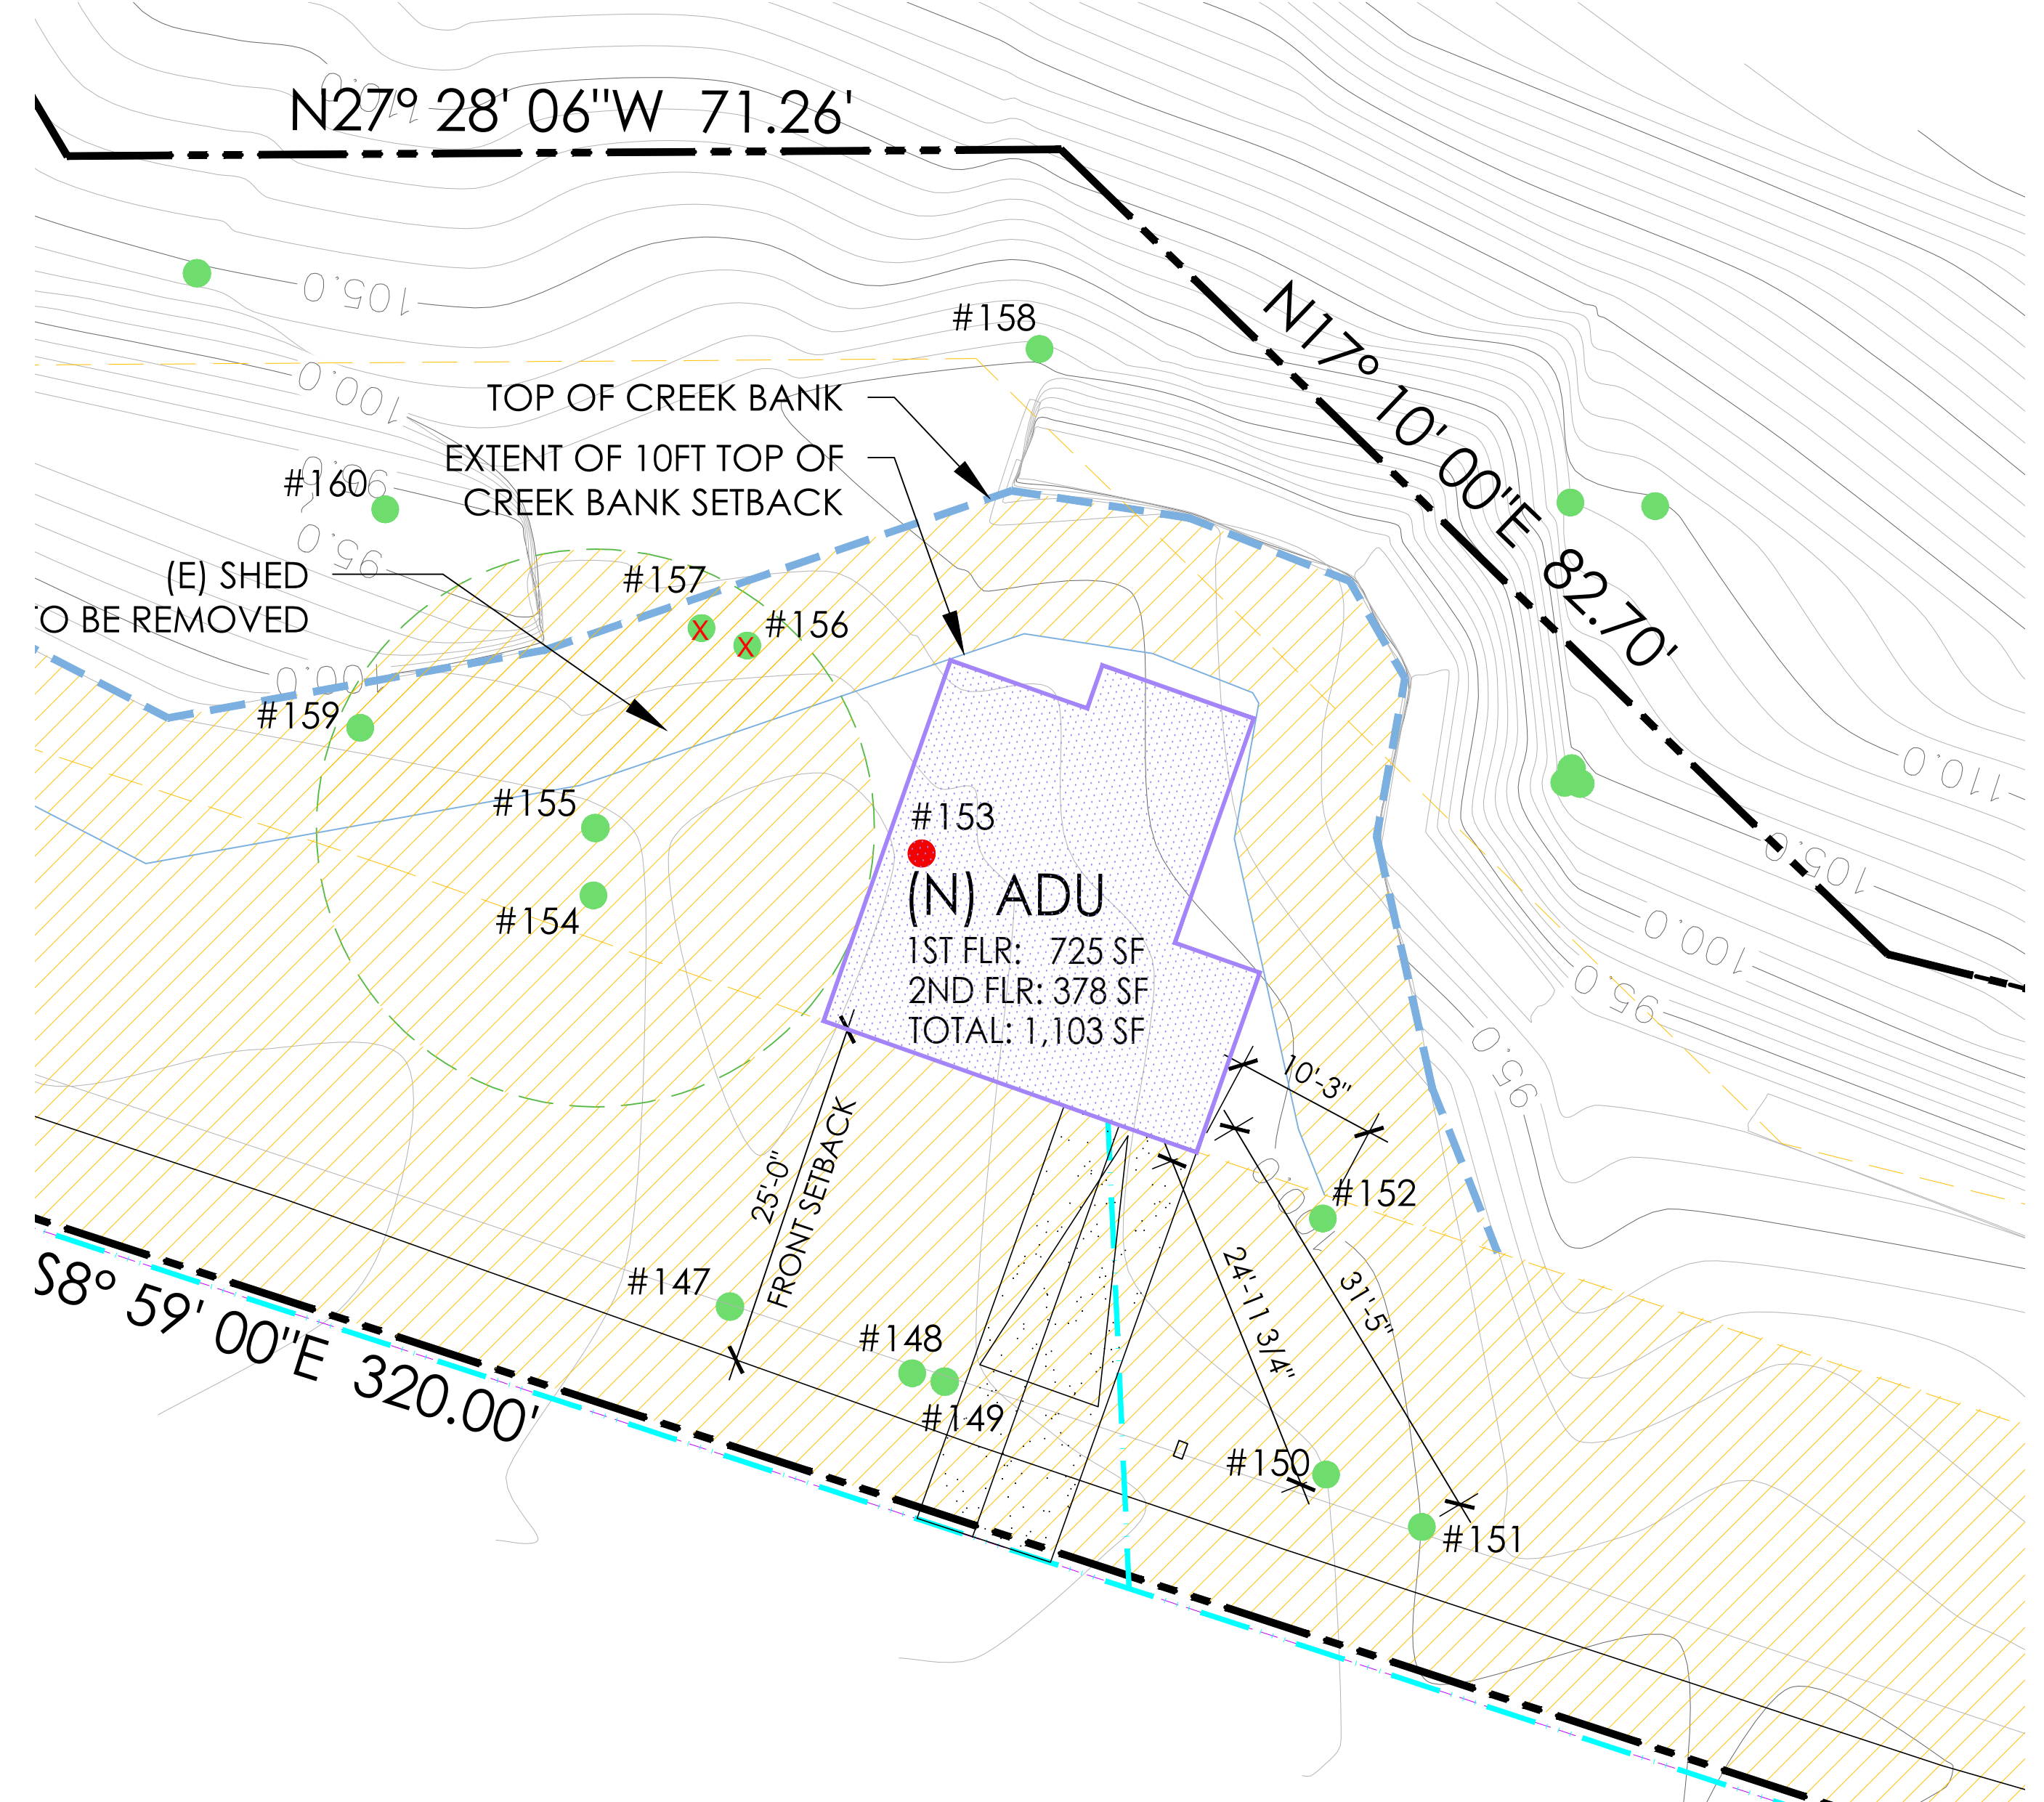 110.0
N27° 28' 06"W 71.26'
105.0
#158
N17° 10' 00"E 82.70'
100.0
TOP OF CREEK BANK
EXTENT OF 10FT TOP OF
CREEK BANK SETBACK
#160
95.0
95.0
(E) SHED
O BE REMOVED
#157
#156
100.0
#159
110.0
#155
#153
105.0
(N) ADU
#154
100.0
1ST FLR: 725 SF
2ND FLR: 378 SF
TOTAL: 1,103 SF
95.0
95.0
10'-3"
25'-0"
FRONT SETBACK
#152
#147
24'-11 3/4"
31'-5"
S8° 59' 00"E 320.00'
#148
#149
#150
#151